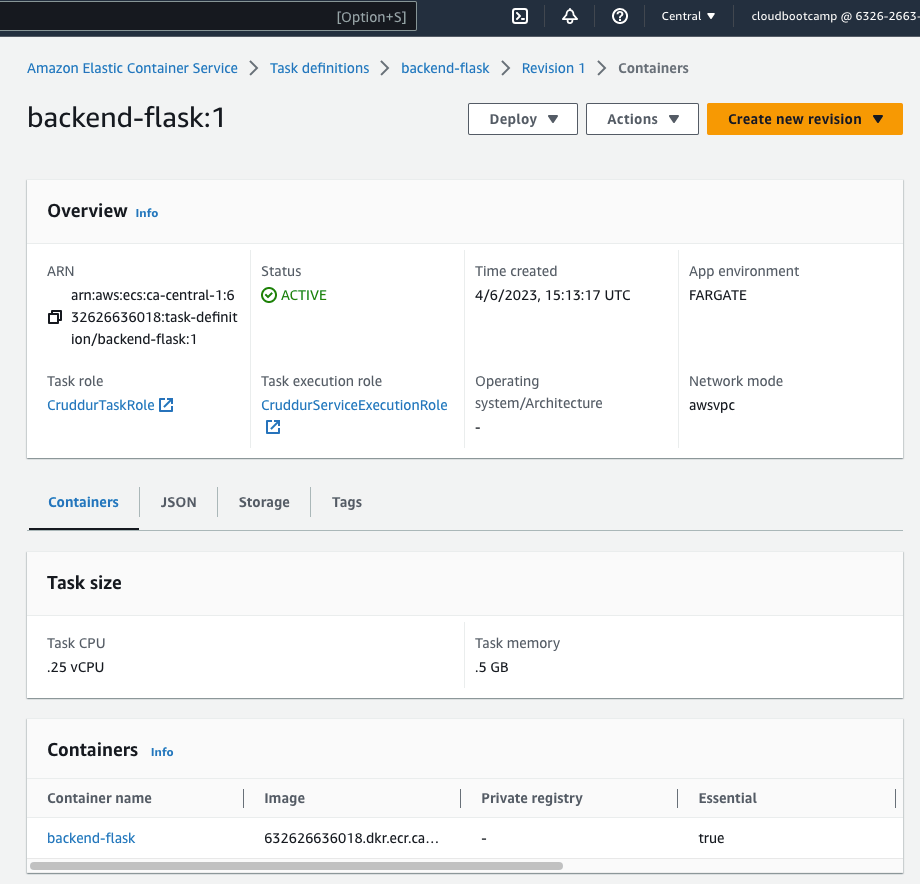 [Option+S]
Central ▼
cloudbootcamp @ 6326-2663-
Amazon Elastic Container Service > Task definitions > backend-flask > Revision 1 > Containers
backend-flask:1
Deploy ▼
Actions ▼
Create new revision ▼
Overview Info
ARN
arn:aws:ecs:ca-central-1:6
32626636018:task-definit
ion/backend-flask:1
Status
ACTIVE
Time created
4/6/2023, 15:13:17 UTC
App environment
FARGATE
Task role
CruddurTaskRole
Task execution role
CruddurServiceExecutionRole
Operating
system/Architecture
-
Network mode
awsvpc
Containers
JSON
Storage
Tags
Task size
Task CPU
.25 vCPU
Task memory
.5 GB
Containers Info
Container name
Image
Private registry
Essential
backend-flask
632626636018.dkr.ecr.ca...
-
true